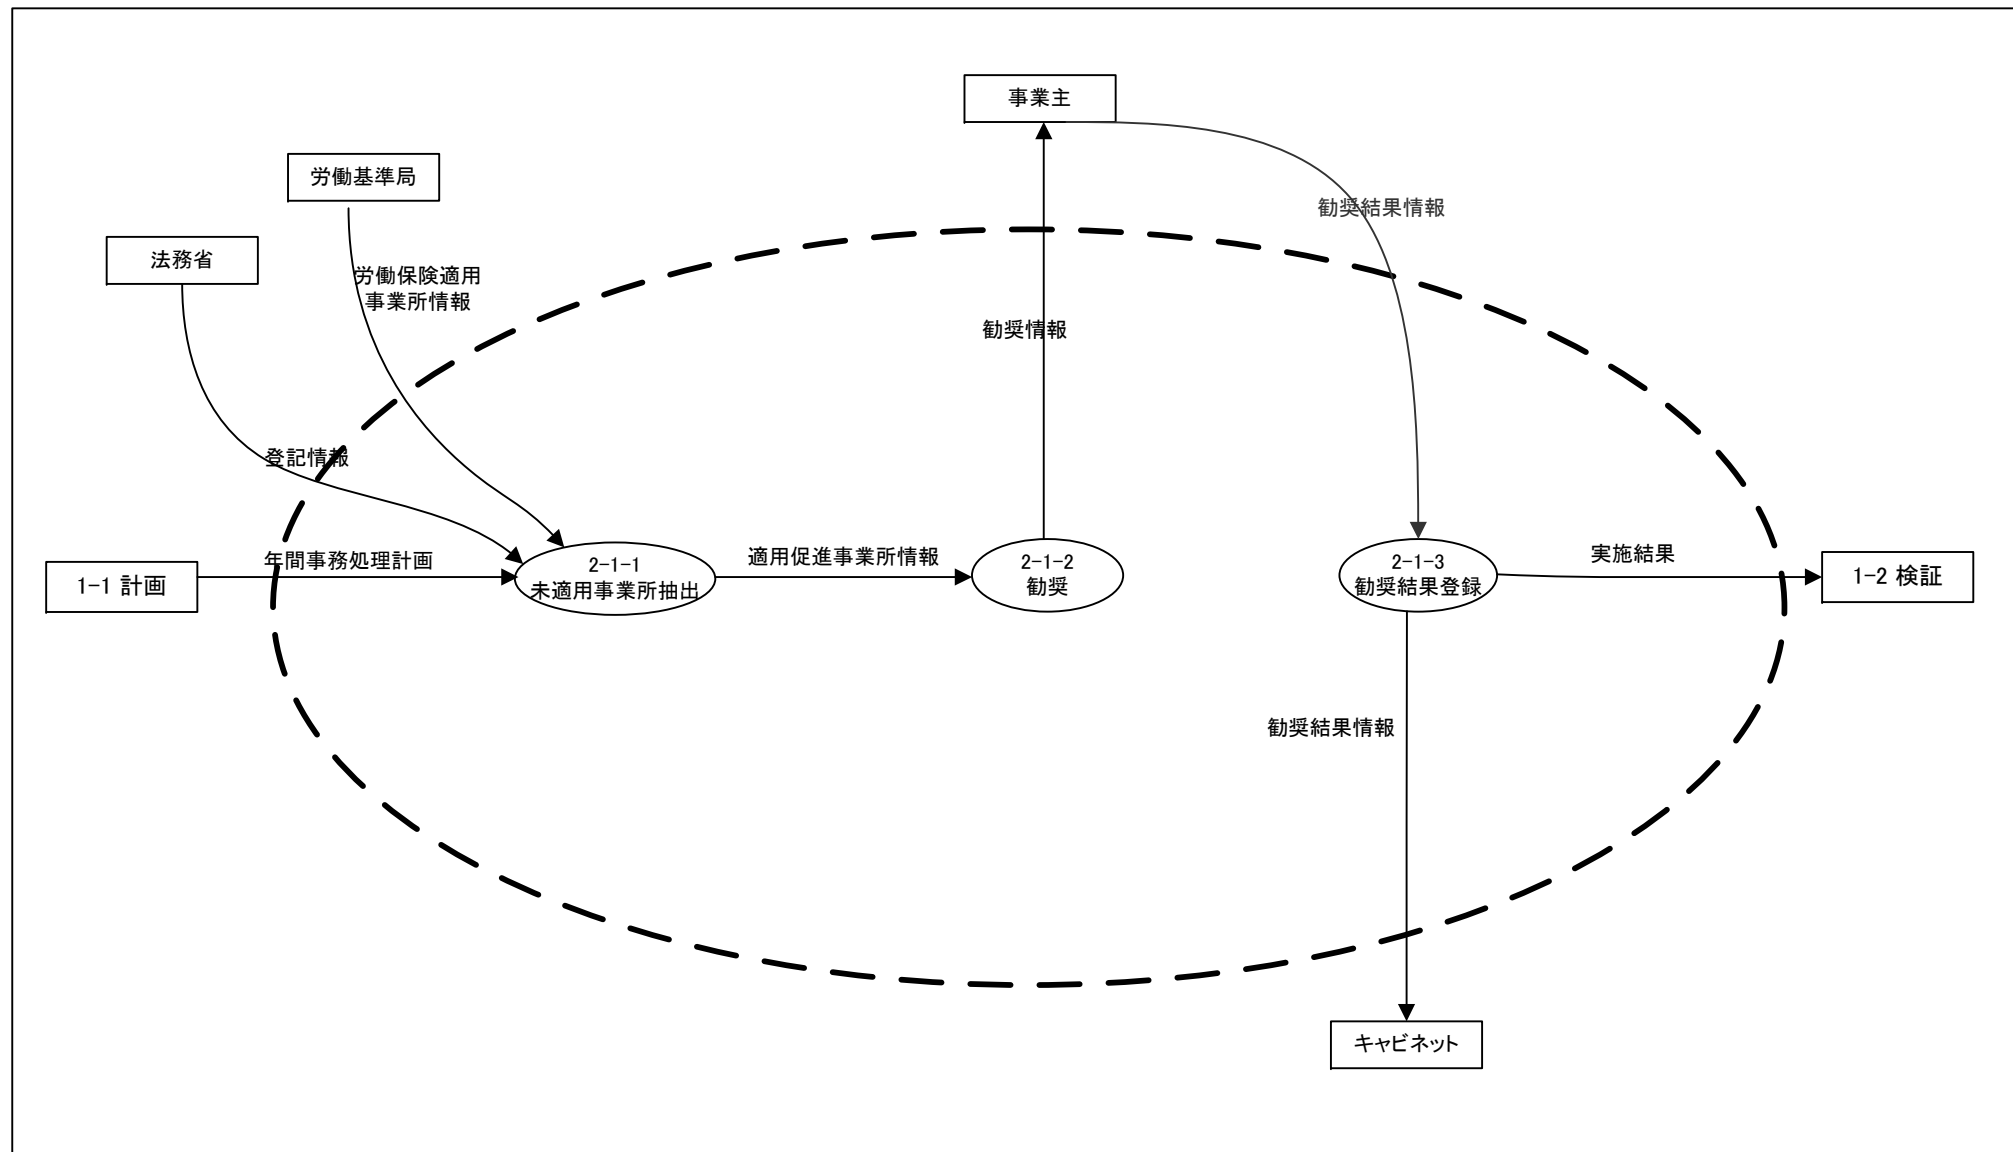 事業主
労働基準局
勧奨結果情報
法務省
労働保険適用
事業所情報
勧奨情報
登記情報
年間事務処理計画
1-1 計画
2-1-1
未適用事業所抽出
適用促進事業所情報
2-1-2
勧奨
2-1-3
勧奨結果登録
実施結果
1-2 検証
勧奨結果情報
キャビネット